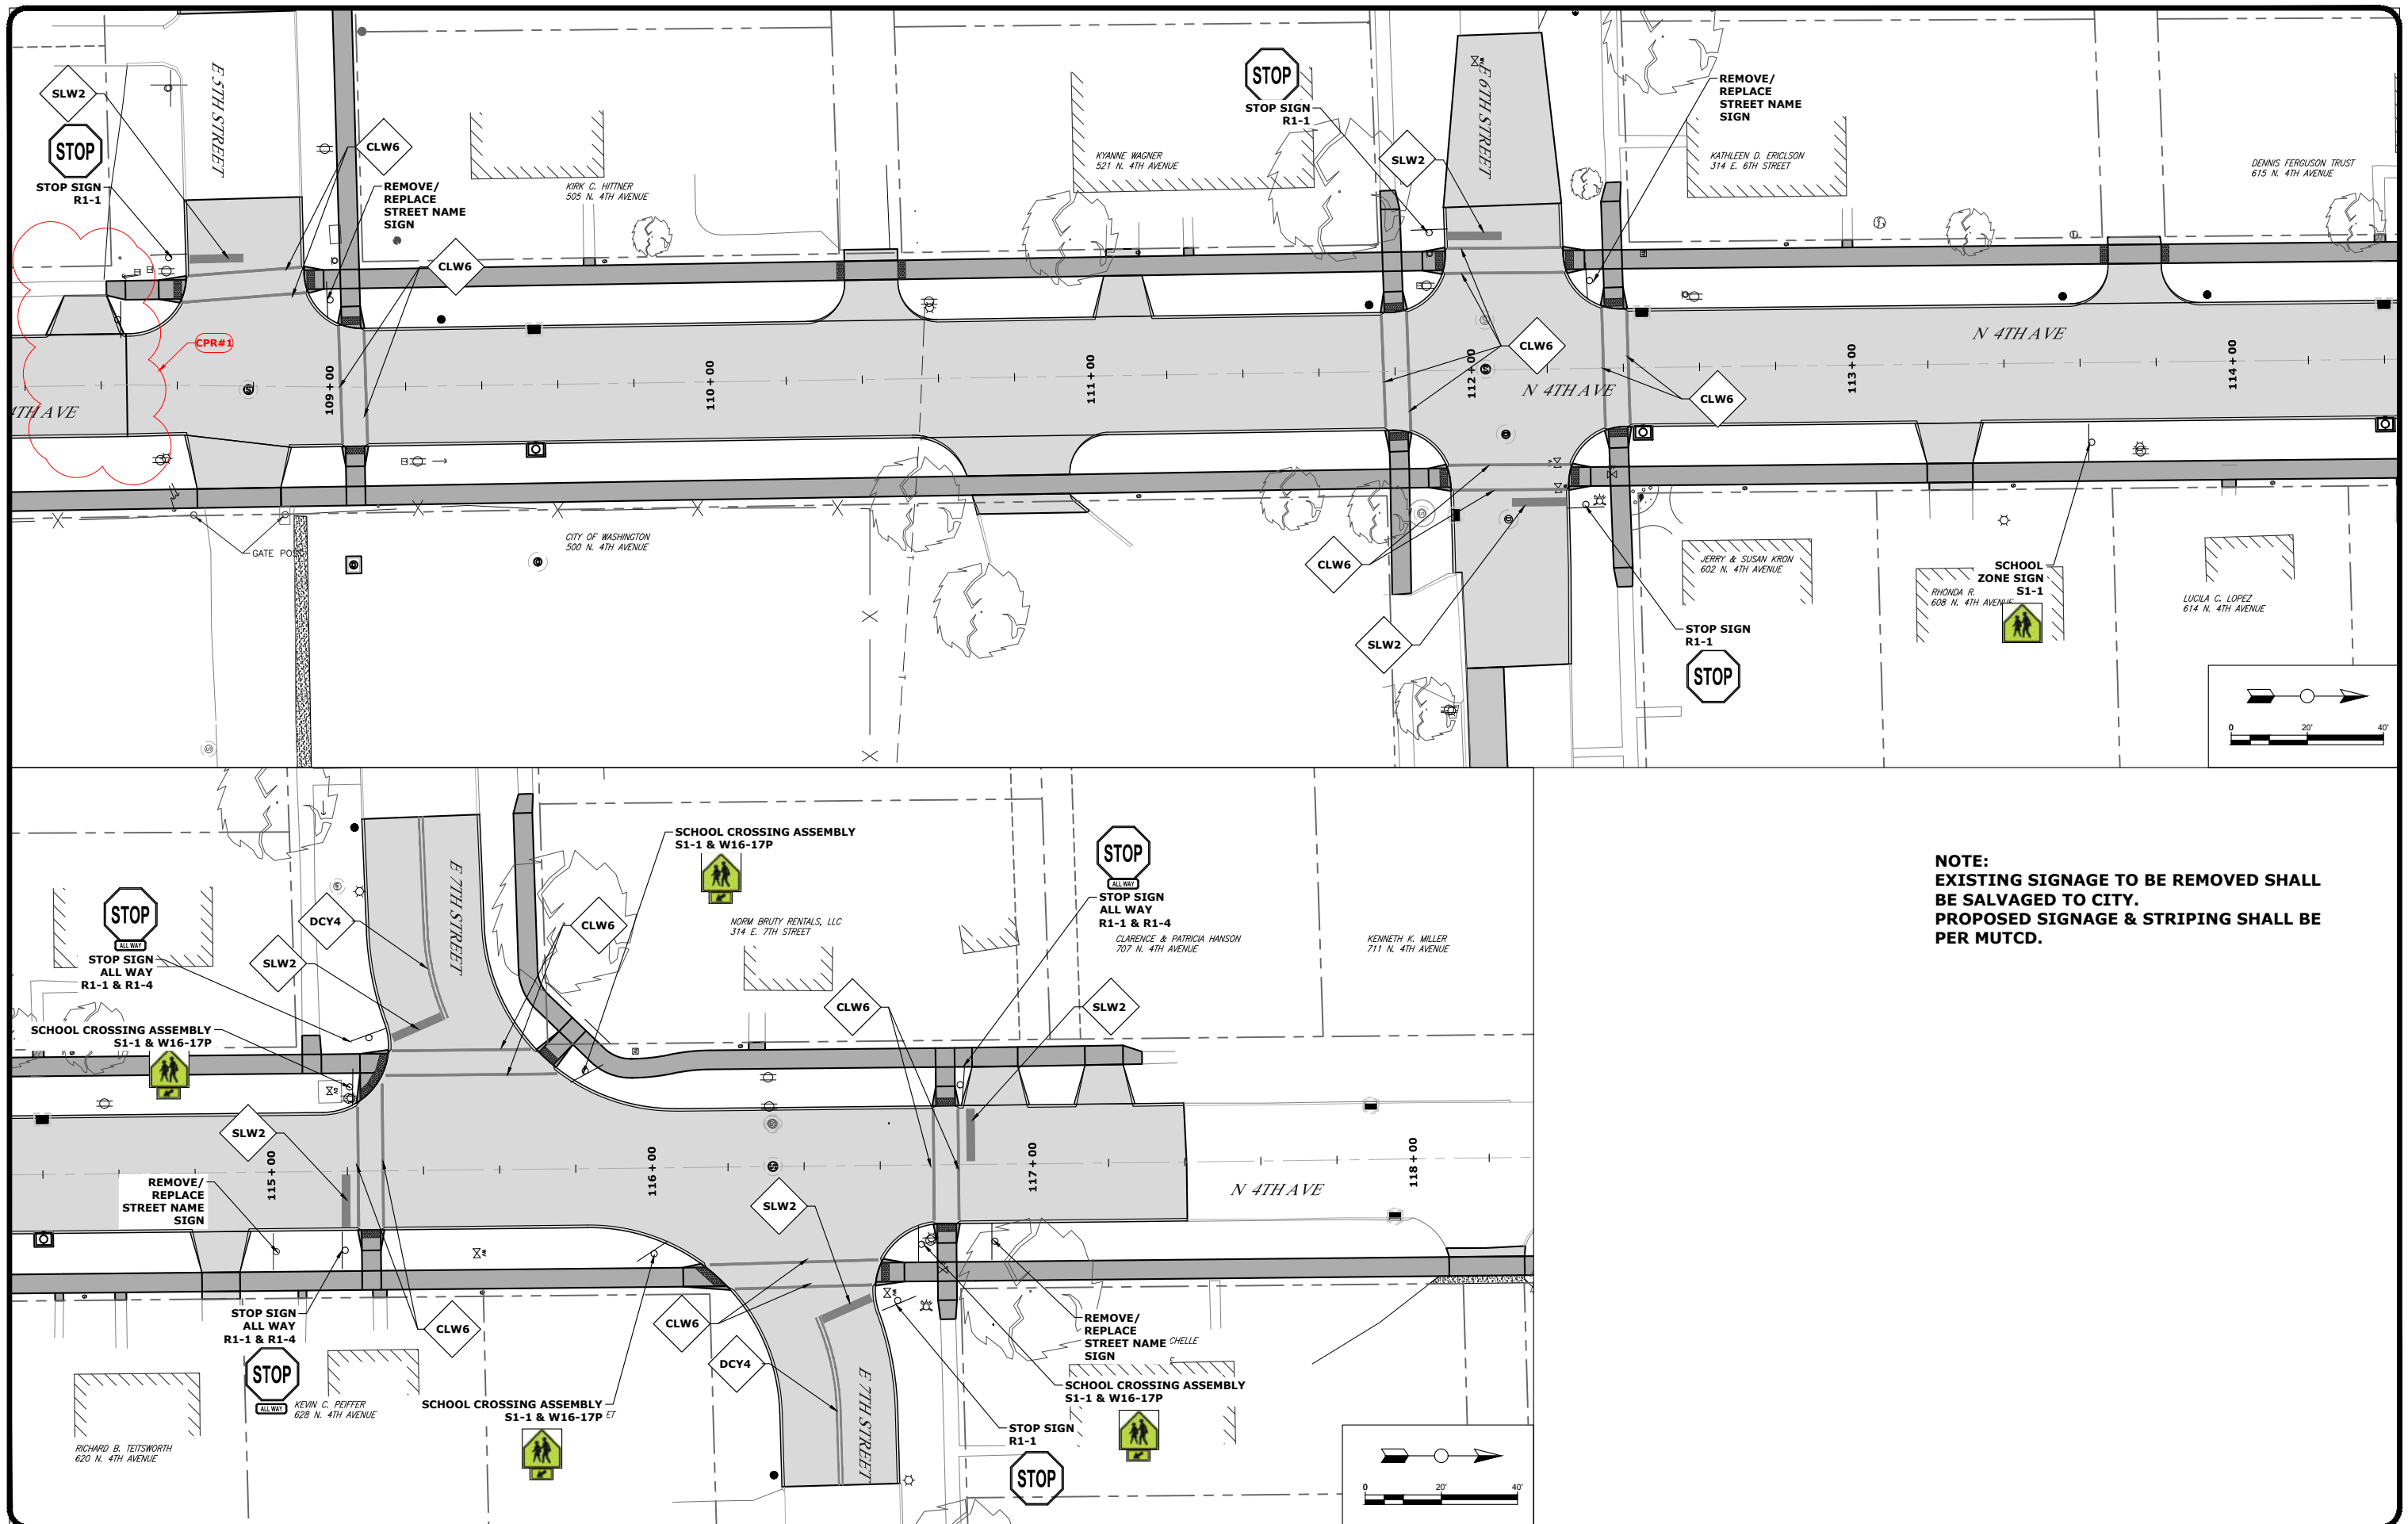 E 5TH STREET
SLW2
STOP
STOP SIGN
R1-1
CLW6
REMOVE/
REPLACE
STREET NAME
SIGN
KIRK C. HITTNER
505 N. 4TH AVENUE
CLW6
CPR#1
4TH AVE
109+00
110+00
111+00
112+00
113+00
114+00
GATE POST
CITY OF WASHINGTON
500 N. 4TH AVENUE
KYANNE WAGNER
521 N. 4TH AVENUE
STOP
STOP SIGN
R1-1
SLW2
E 6TH STREET
REMOVE/
REPLACE
STREET NAME
SIGN
KATHLEEN D. ERICLSON
314 E. 6TH STREET
DENNIS FERGUSON TRUST
615 N. 4TH AVENUE
N 4TH AVE
CLW6
N 4TH AVE
CLW6
CLW6
SLW2
STOP SIGN
R1-1
STOP
JERRY & SUSAN KRON
602 N. 4TH AVENUE
RHONDA R.
608 N. 4TH AVENUE
SCHOOL
ZONE SIGN
S1-1
LUCILA C. LOPEZ
614 N. 4TH AVENUE
0 20' 40'
STOP
ALL WAY
STOP SIGN
ALL WAY
R1-1 & R1-4
DCY4
SLW2
E 7TH STREET
SCHOOL CROSSING ASSEMBLY
S1-1 & W16-17P
SCHOOL CROSSING ASSEMBLY
S1-1 & W16-17P
CLW6
NORM BRUTY RENTALS, LLC
314 E. 7TH STREET
STOP
ALL WAY
STOP SIGN
ALL WAY
R1-1 & R1-4
CLARENCE & PATRICIA HANSON
707 N. 4TH AVENUE
KENNETH K. MILLER
711 N. 4TH AVENUE
CLW6
SLW2
SLW2
115+00
116+00
117+00
118+00
N 4TH AVE
REMOVE/
REPLACE
STREET NAME
SIGN
SLW2
STOP SIGN
ALL WAY
R1-1 & R1-4
STOP
ALL WAY
CLW6
KEVIN C. PEIFFER
628 N. 4TH AVENUE
RICHARD B. TEITSWORTH
620 N. 4TH AVENUE
SCHOOL CROSSING ASSEMBLY
S1-1 & W16-17P ET
CLW6
DCY4
E 7TH STREET
REMOVE/
REPLACE
STREET NAME CHELLE
SIGN
SCHOOL CROSSING ASSEMBLY
S1-1 & W16-17P
STOP SIGN
R1-1
STOP
0 20' 40'
NOTE:
EXISTING SIGNAGE TO BE REMOVED SHALL
BE SALVAGED TO CITY.
PROPOSED SIGNAGE & STRIPING SHALL BE
PER MUTCD.